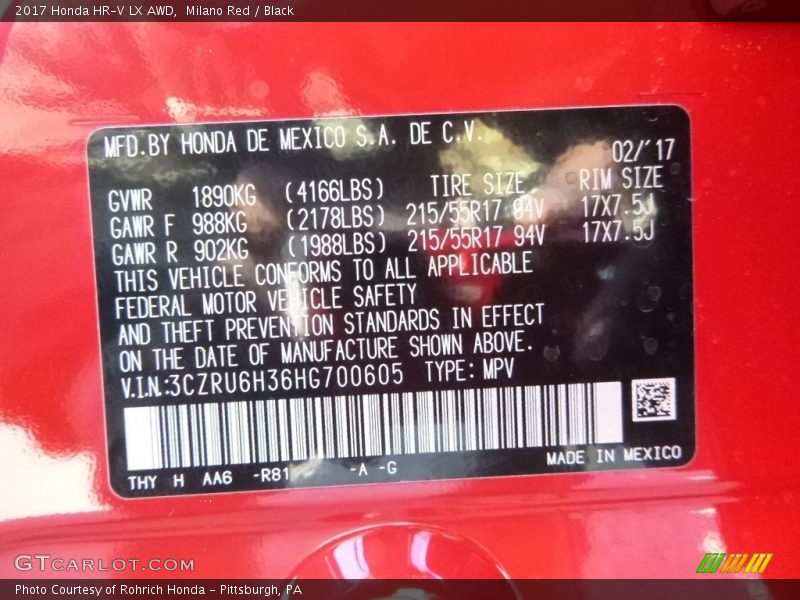 2017 Honda HR-V LX AWD,  Milano Red / Black
MFD.BY HONDA DE MEXICO S.A. DE C.V.
02/'17
GVWR 1890KG (4166LBS) TIRE SIZE RIM SIZE
GAWR F 988KG (2178LBS) 215/55R17 94V 17X7.5J
GAWR R 902KG (1988LBS) 215/55R17 94V 17X7.5J
THIS VEHICLE CONFORMS TO ALL APPLICABLE
FEDERAL MOTOR VEHICLE SAFETY
AND THEFT PREVENTION STANDARDS IN EFFECT
ON THE DATE OF MANUFACTURE SHOWN ABOVE.
V.I.N:3CZRU6H36HG700605 TYPE: MPV
THY H AA6 -R81 -A -G MADE IN MEXICO
GTCARLOT.COM
Photo Courtesy of Rohrich Honda - Pittsburgh, PA